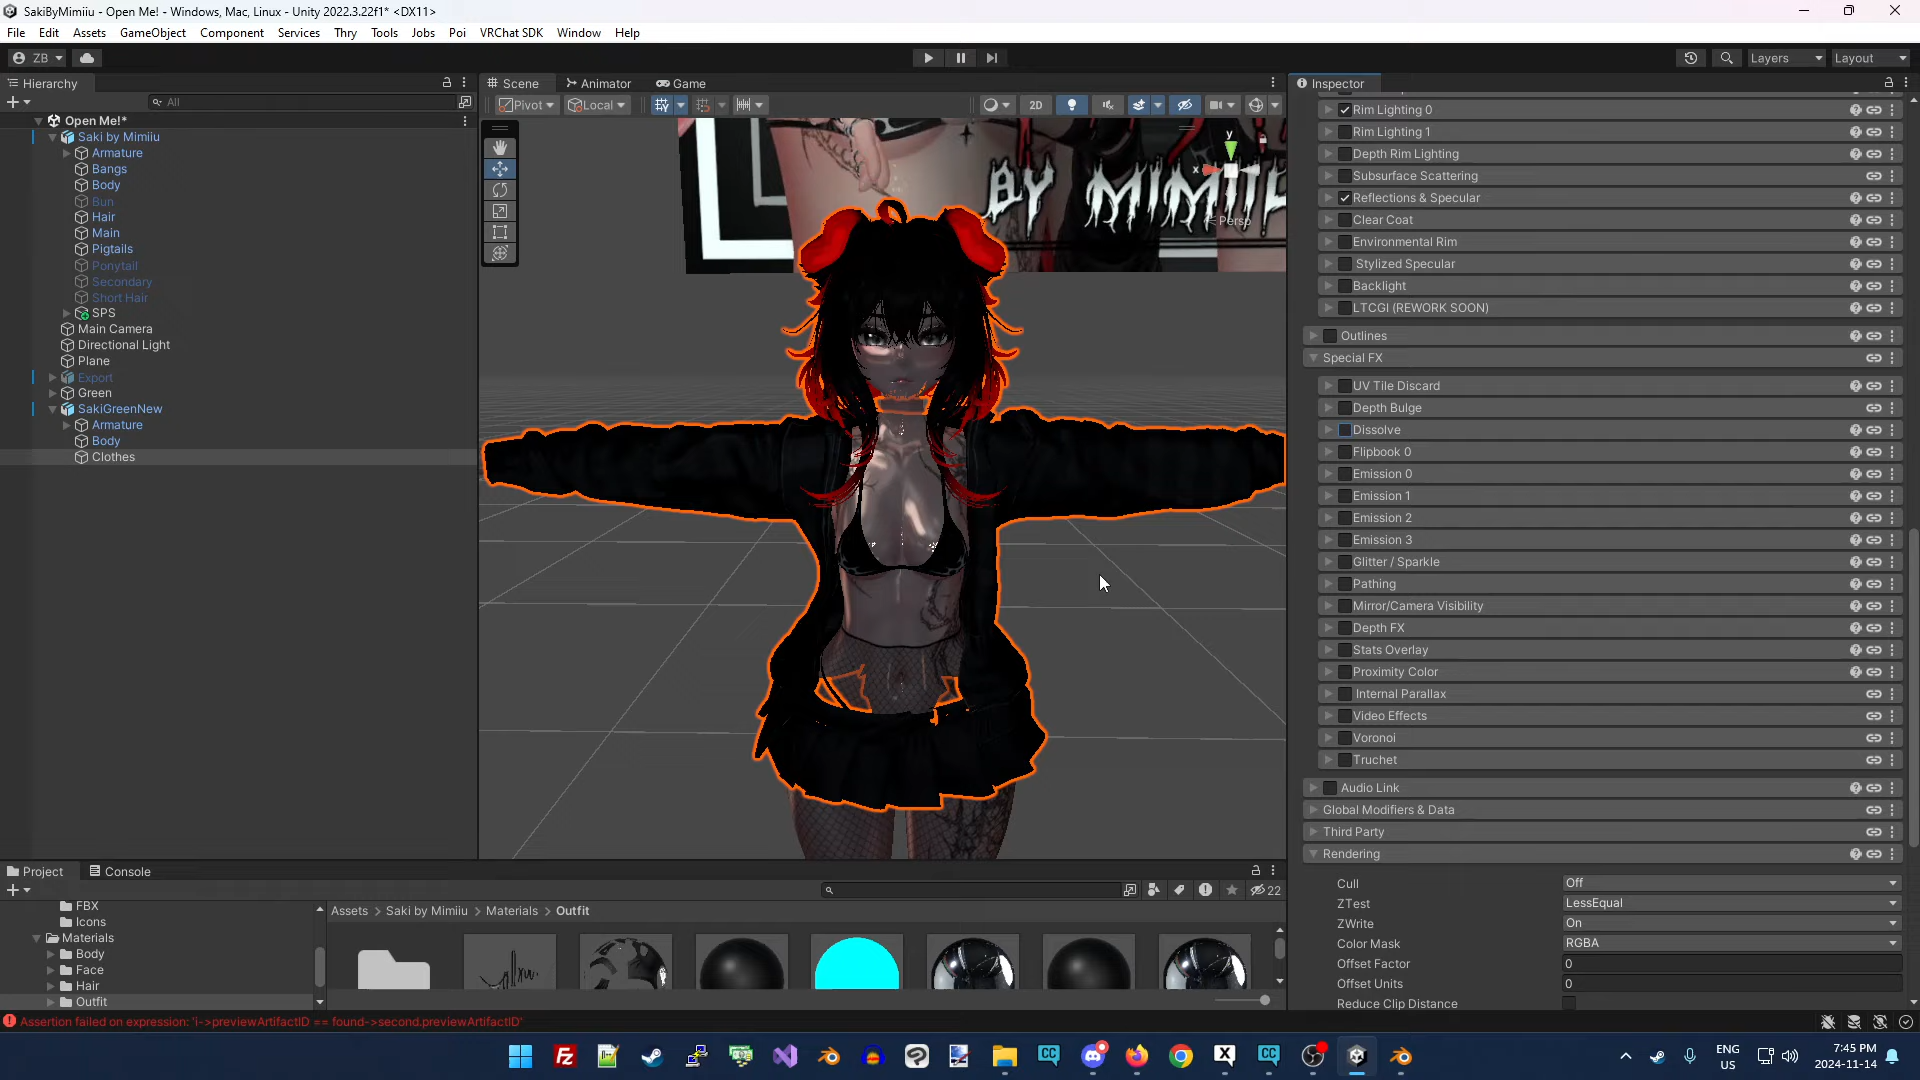 SakiByMimiiu - Open Me! - Windows, Mac, Linux - Unity 2022.3.22f1* <DX11>
File Edit Assets GameObject Component Services Thry Tools Jobs Poi VRChat SDK Window Help
ZB Layers Layout
Hierarchy Scene Animator Game Inspector
All
Pivot Local 2D
Open Me!*
Saki by Mimiiu
Armature
Bangs
Body
Bun
Hair
Main
Pigtails
Ponytail
Secondary
Short Hair
SPS
Main Camera
Directional Light
Plane
Export
Green
SakiGreenNew
Armature
Body
Clothes
y
x
Persp
Rim Lighting 0
Rim Lighting 1
Depth Rim Lighting
Subsurface Scattering
Reflections & Specular
Clear Coat
Environmental Rim
Stylized Specular
Backlight
LTCGI (REWORK SOON)
Outlines
Special FX
UV Tile Discard
Depth Bulge
Dissolve
Flipbook 0
Emission 0
Emission 1
Emission 2
Emission 3
Glitter / Sparkle
Pathing
Mirror/Camera Visibility
Depth FX
Stats Overlay
Proximity Color
Internal Parallax
Video Effects
Voronoi
Truchet
Audio Link
Global Modifiers & Data
Third Party
Rendering
Cull Off
ZTest LessEqual
ZWrite On
Color Mask RGBA
Offset Factor 0
Offset Units 0
Reduce Clip Distance
Project Console
22
FBX
Icons
Materials
Body
Face
Hair
Outfit
Assets > Saki by Mimiiu > Materials > Outfit
Assertion failed on expression: 'i->previewArtifactID == found->second.previewArtifactID'
ENG
US
7:45 PM
2024-11-14